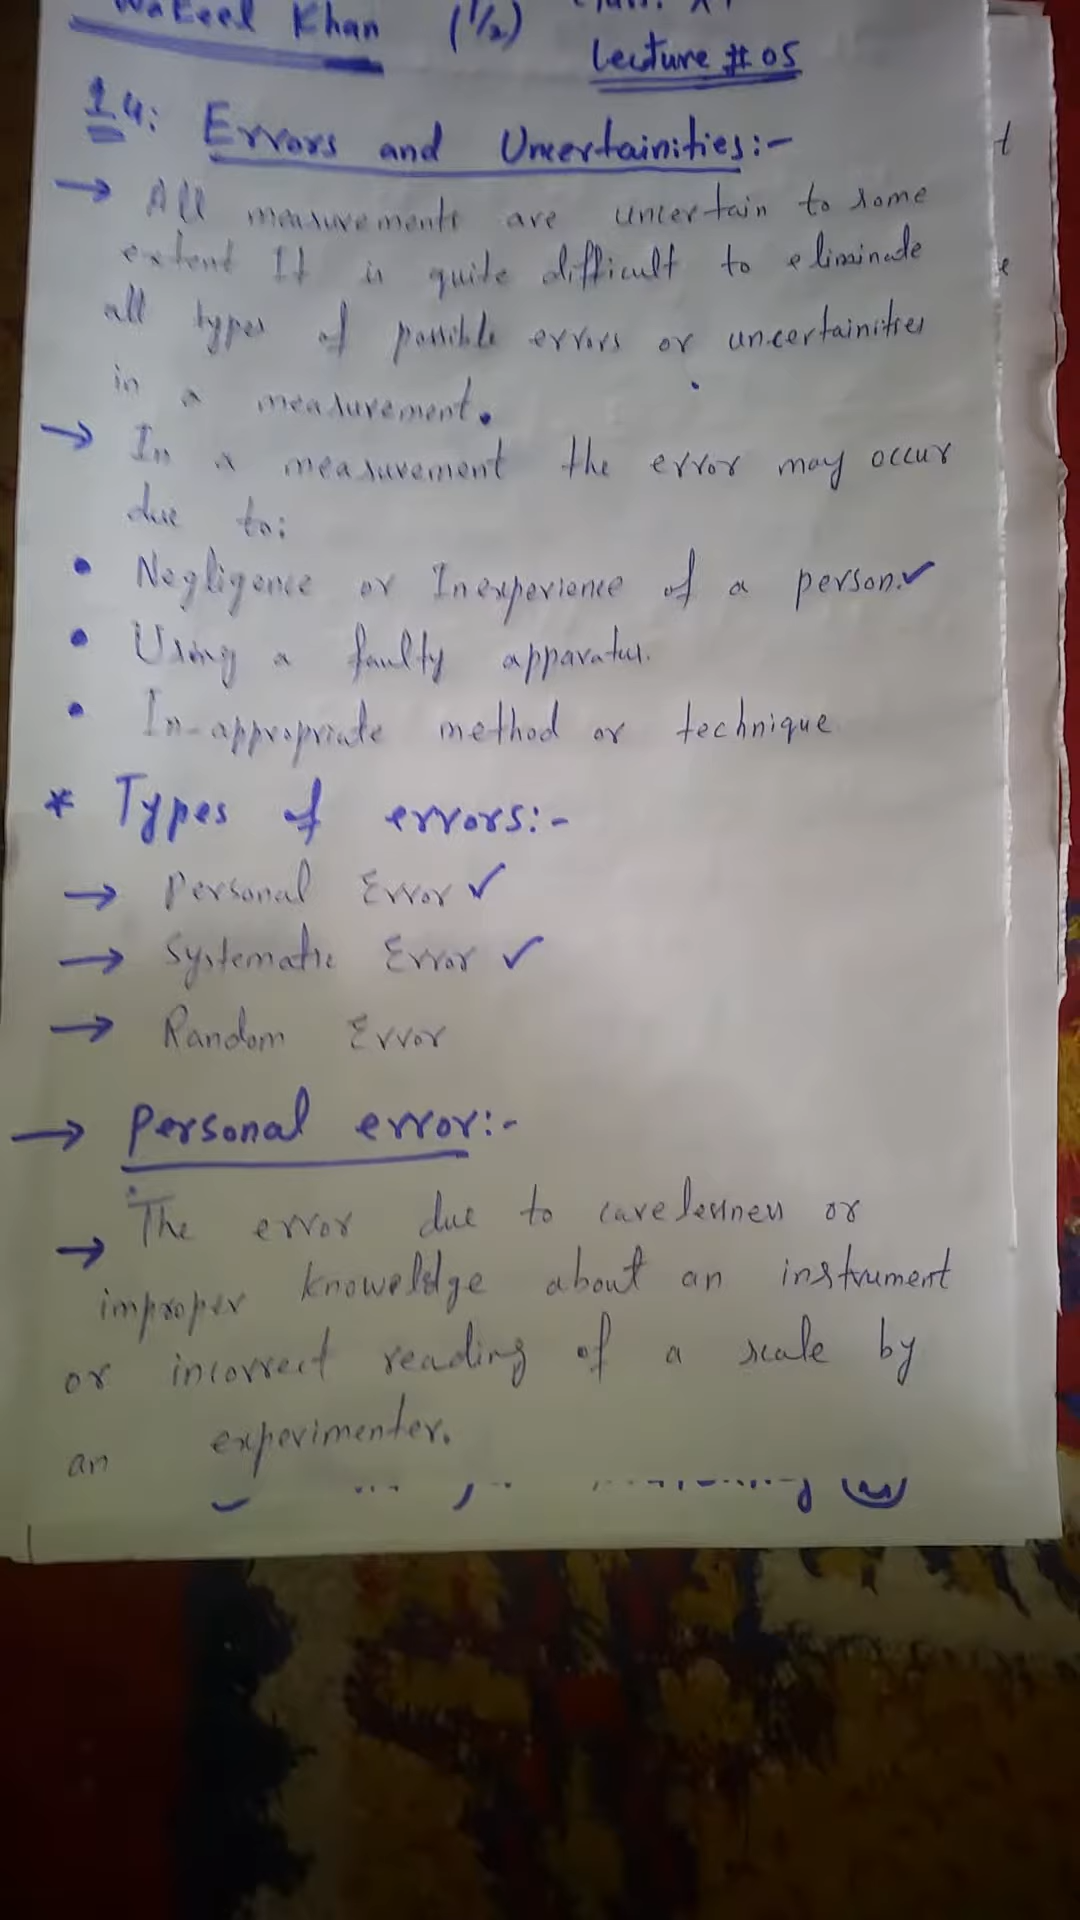 Wakeel Khan (1/2) Class: XI
Lecture # 05
1.4: Errors and Uncertainities:-
→ All measurements are uncertain to some
extent It is quite difficult to eliminate
all types of possible errors or uncertainities
in a measurement.
→ In a measurement the error may occur
due to:
• Negligence or Inexperience of a person.✓
• Using a faulty apparatus.
• In-appropriate method or technique
* Types of errors:-
→ Personal Error ✓
→ Systematic Error ✓
→ Random Error
→ Personal error:-
→ The error due to carelessness or
improper knoweldge about an instrument
or incorrect reading of a scale by
an experimenter.
t
e